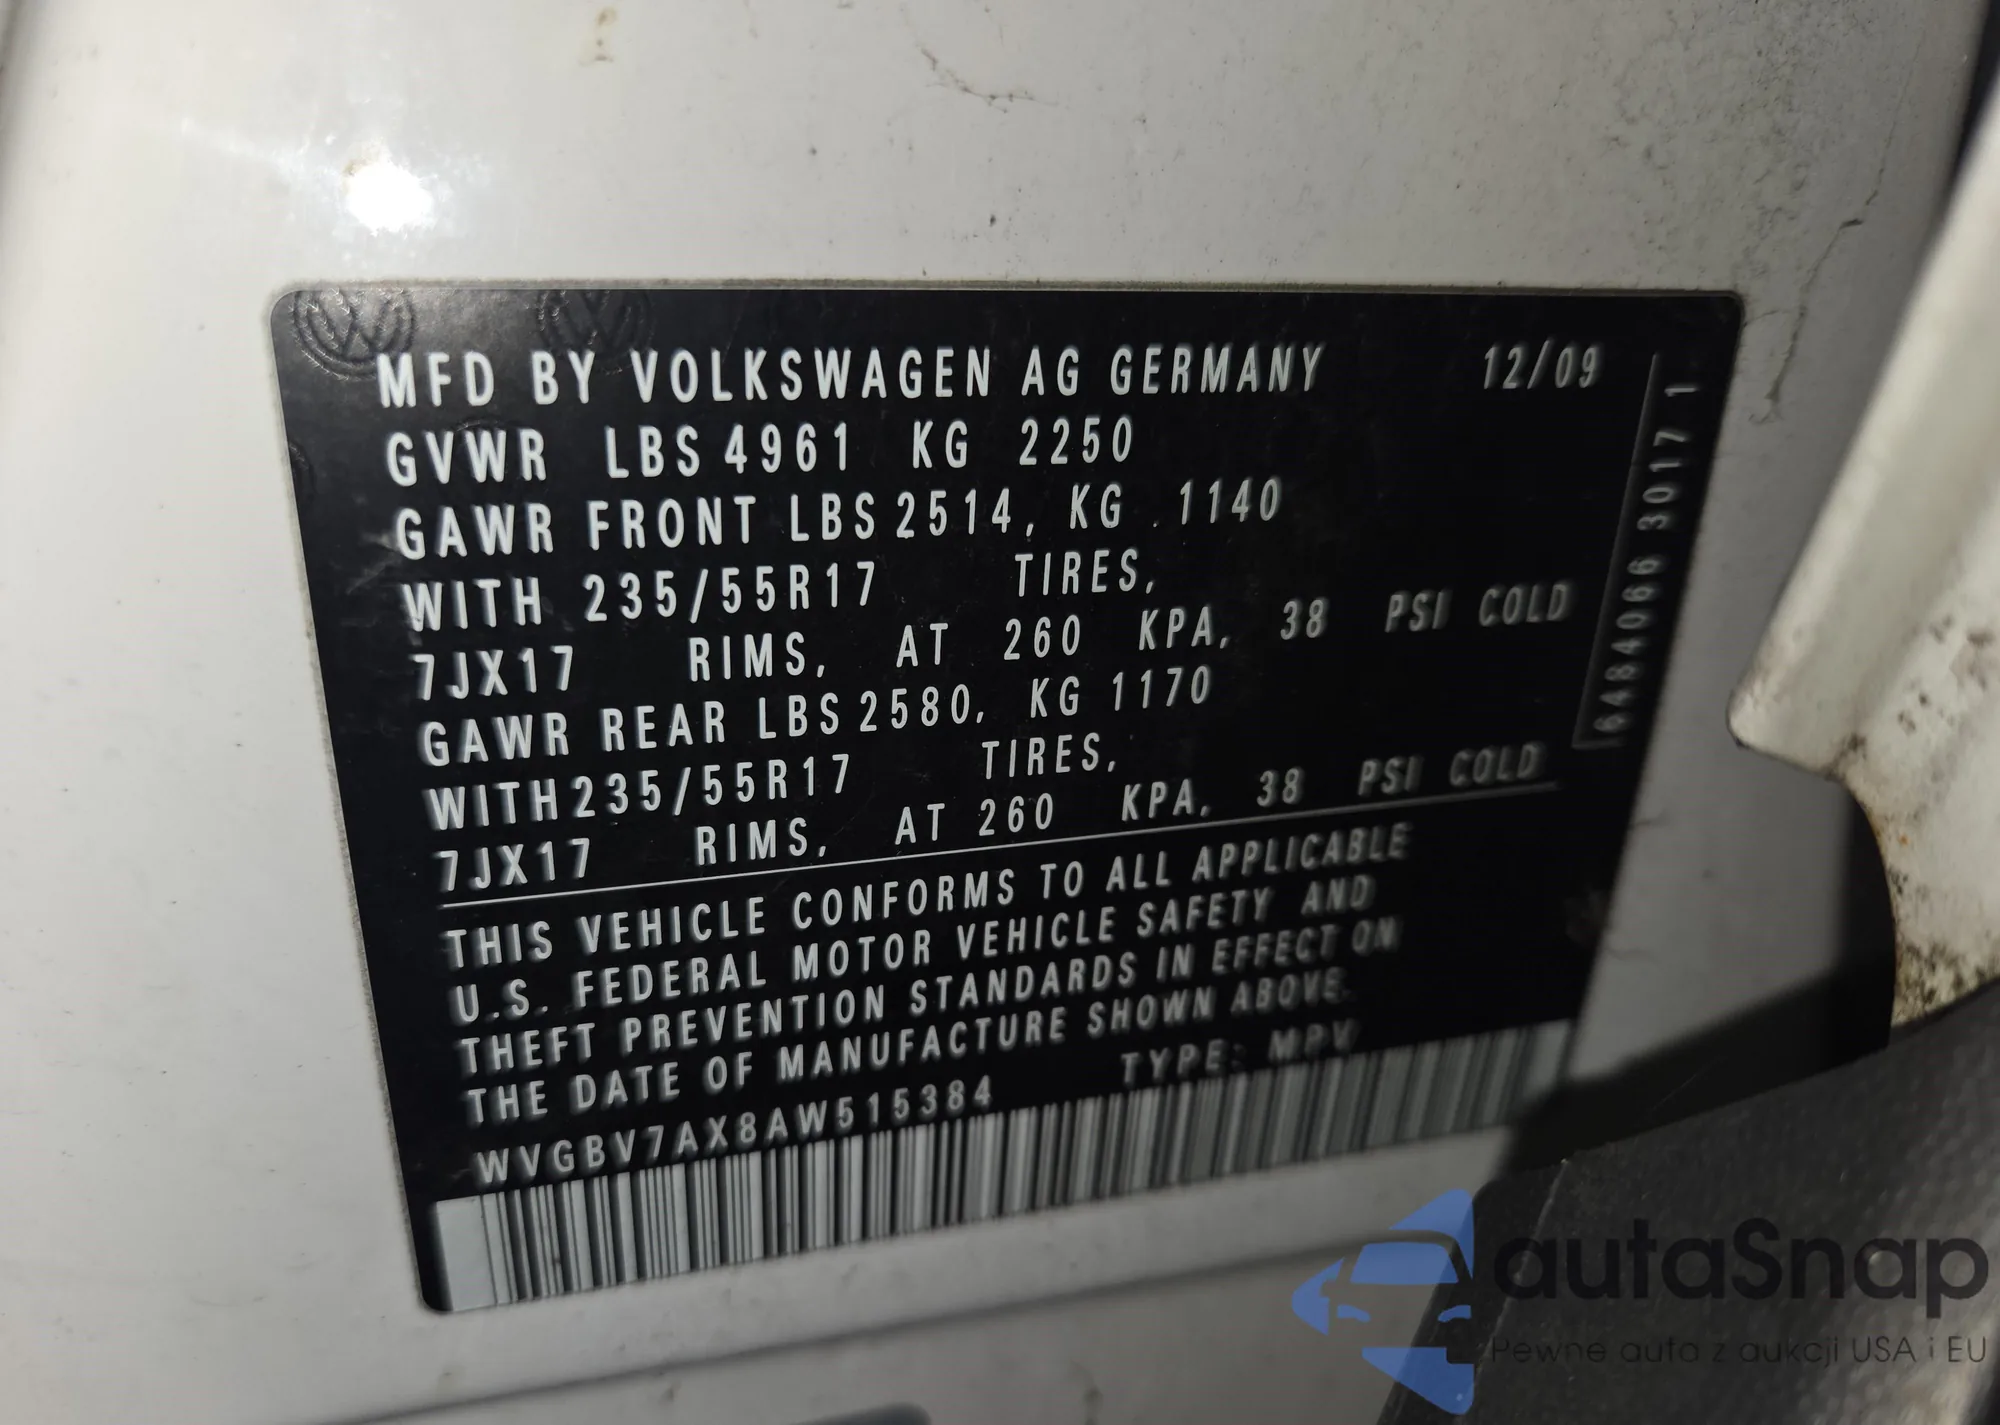 MFD BY VOLKSWAGEN AG GERMANY 12/09
GVWR LBS 4961 KG 2250
GAWR FRONT LBS 2514, KG . 1140
WITH 235/55R17 TIRES,
7JX17 RIMS, AT 260 KPA, 38 PSI COLD
GAWR REAR LBS 2580, KG 1170
WITH 235/55R17 TIRES,
7JX17 RIMS, AT 260 KPA, 38 PSI COLD
THIS VEHICLE CONFORMS TO ALL APPLICABLE
U.S. FEDERAL MOTOR VEHICLE SAFETY AND
THEFT PREVENTION STANDARDS IN EFFECT ON
THE DATE OF MANUFACTURE SHOWN ABOVE.
WVGBV7AX8AW515384 TYPE: MPV
6484066 30171
autaSnap
Pewne auta z aukcji USA i EU